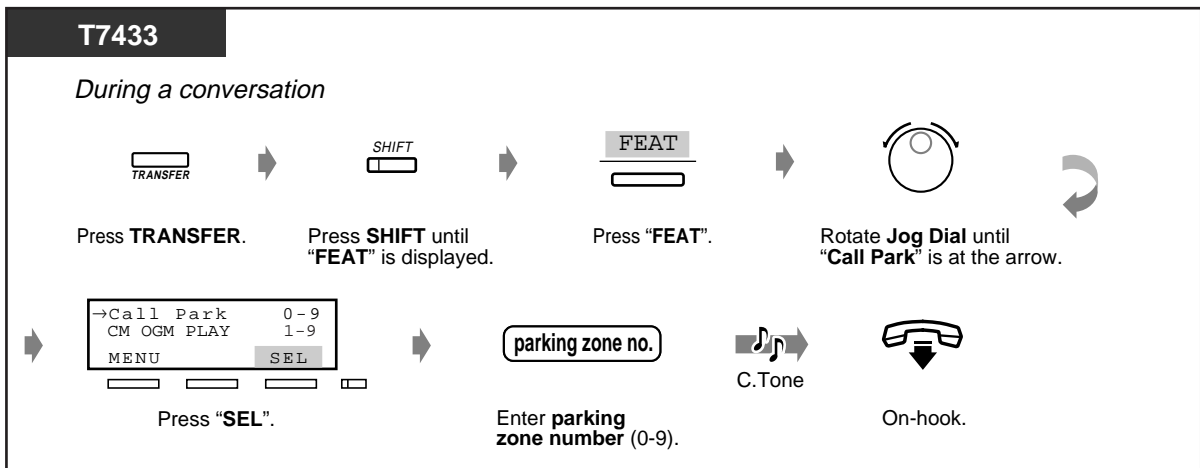 T7433
During a conversation
TRANSFER
SHIFT
FEAT
Press TRANSFER.
Press SHIFT until
“FEAT” is displayed.
Press “FEAT”.
Rotate Jog Dial until
“Call Park” is at the arrow.
→Call Park 0-9
CM OGM PLAY 1-9
MENU SEL
Press “SEL”.
parking zone no.
Enter parking
zone number (0-9).
C.Tone
On-hook.